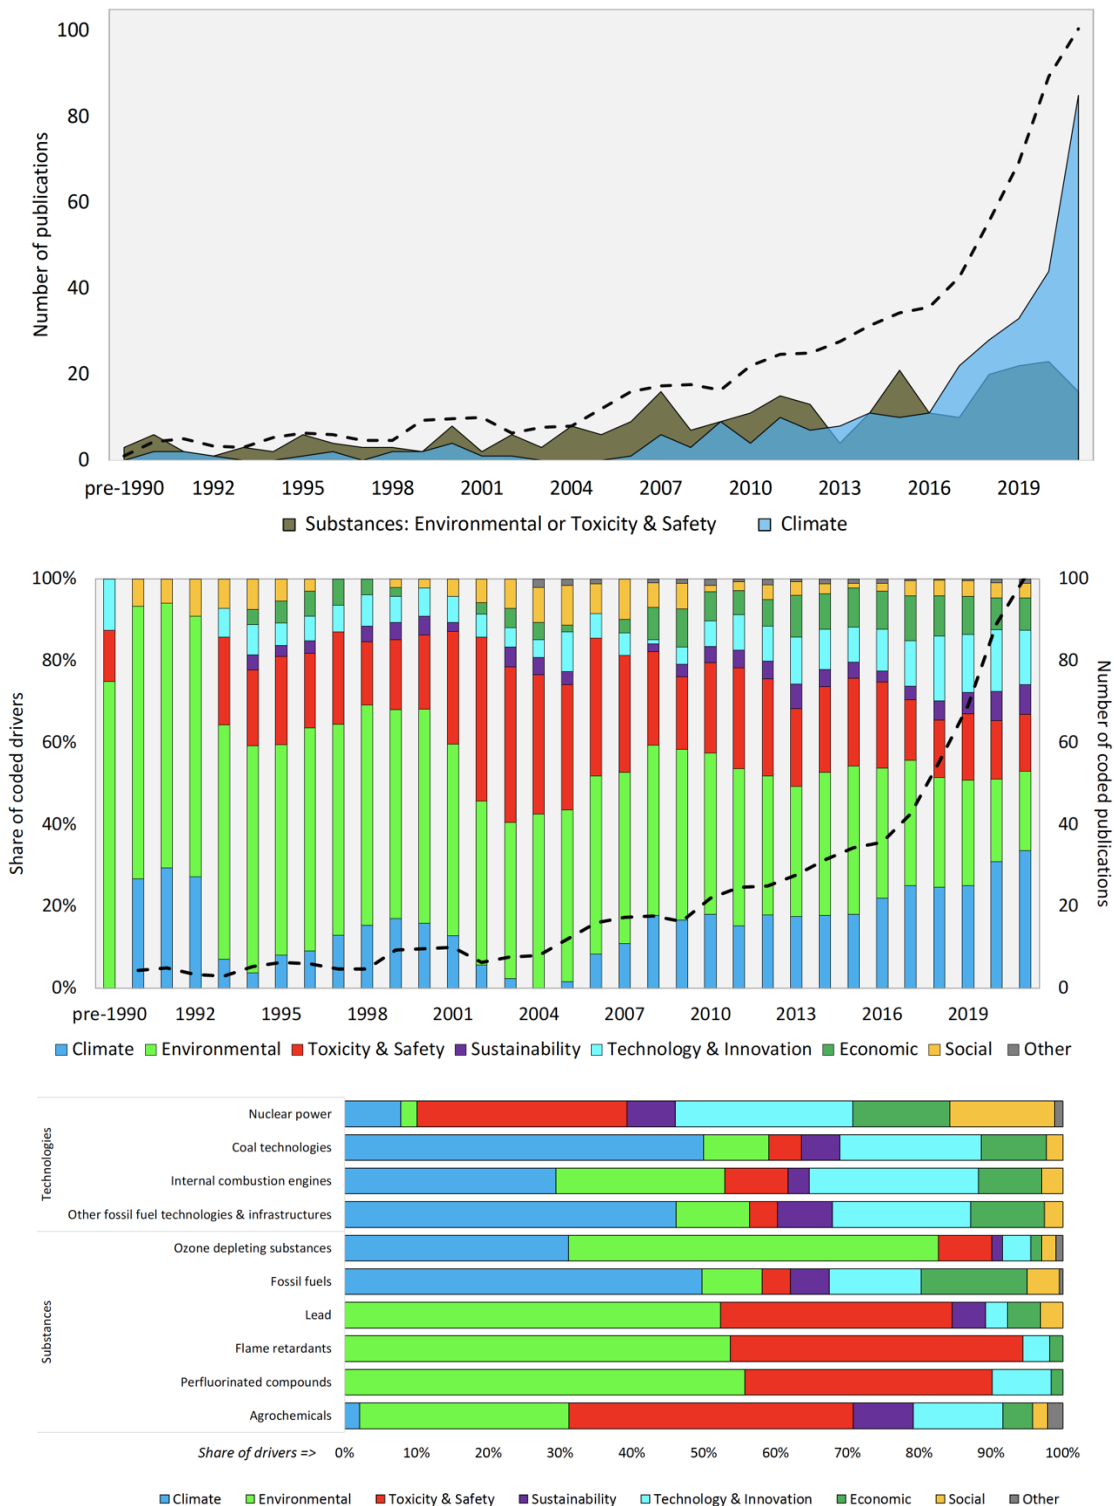 100
80
60
40
20
0
Number of publications
pre-1990 1992 1995 1998 2001 2004 2007 2010 2013 2016 2019
Substances: Environmental or Toxicity & Safety Climate
100%
80%
60%
40%
20%
0%
Share of coded drivers
100
80
60
40
20
0
Number of coded publications
pre-1990 1992 1995 1998 2001 2004 2007 2010 2013 2016 2019
Climate Environmental Toxicity & Safety Sustainability Technology & Innovation Economic Social Other
Technologies
Nuclear power
Coal technologies
Internal combustion engines
Other fossil fuel technologies & infrastructures
Substances
Ozone depleting substances
Fossil fuels
Lead
Flame retardants
Perfluorinated compounds
Agrochemicals
Share of drivers => 0% 10% 20% 30% 40% 50% 60% 70% 80% 90% 100%
Climate Environmental Toxicity & Safety Sustainability Technology & Innovation Economic Social Other